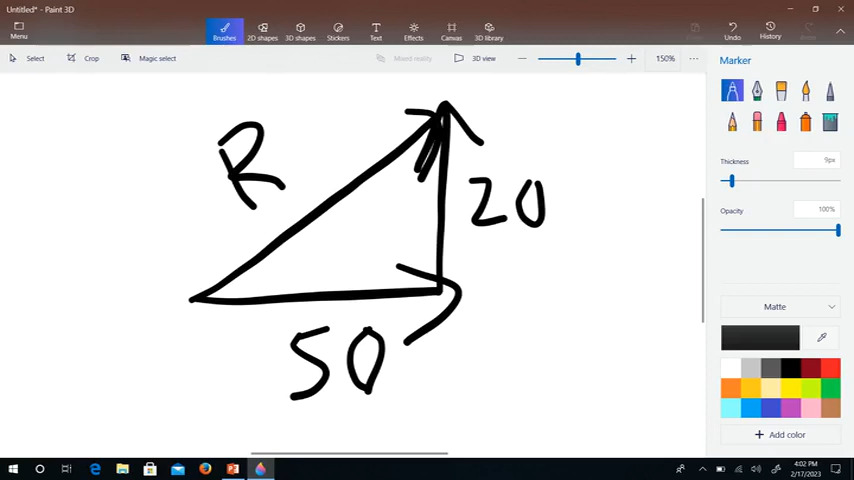 Untitled* - Paint 3D
Menu
Brushes
2D shapes
3D shapes
Stickers
Text
Effects
Canvas
3D library
Undo
History
Select
Crop
Magic select
Mixed reality
3D view
150%
Marker
Thickness
9px
Opacity
100%
Matte
Add color
R
20
50
4:02 PM
2/17/2023